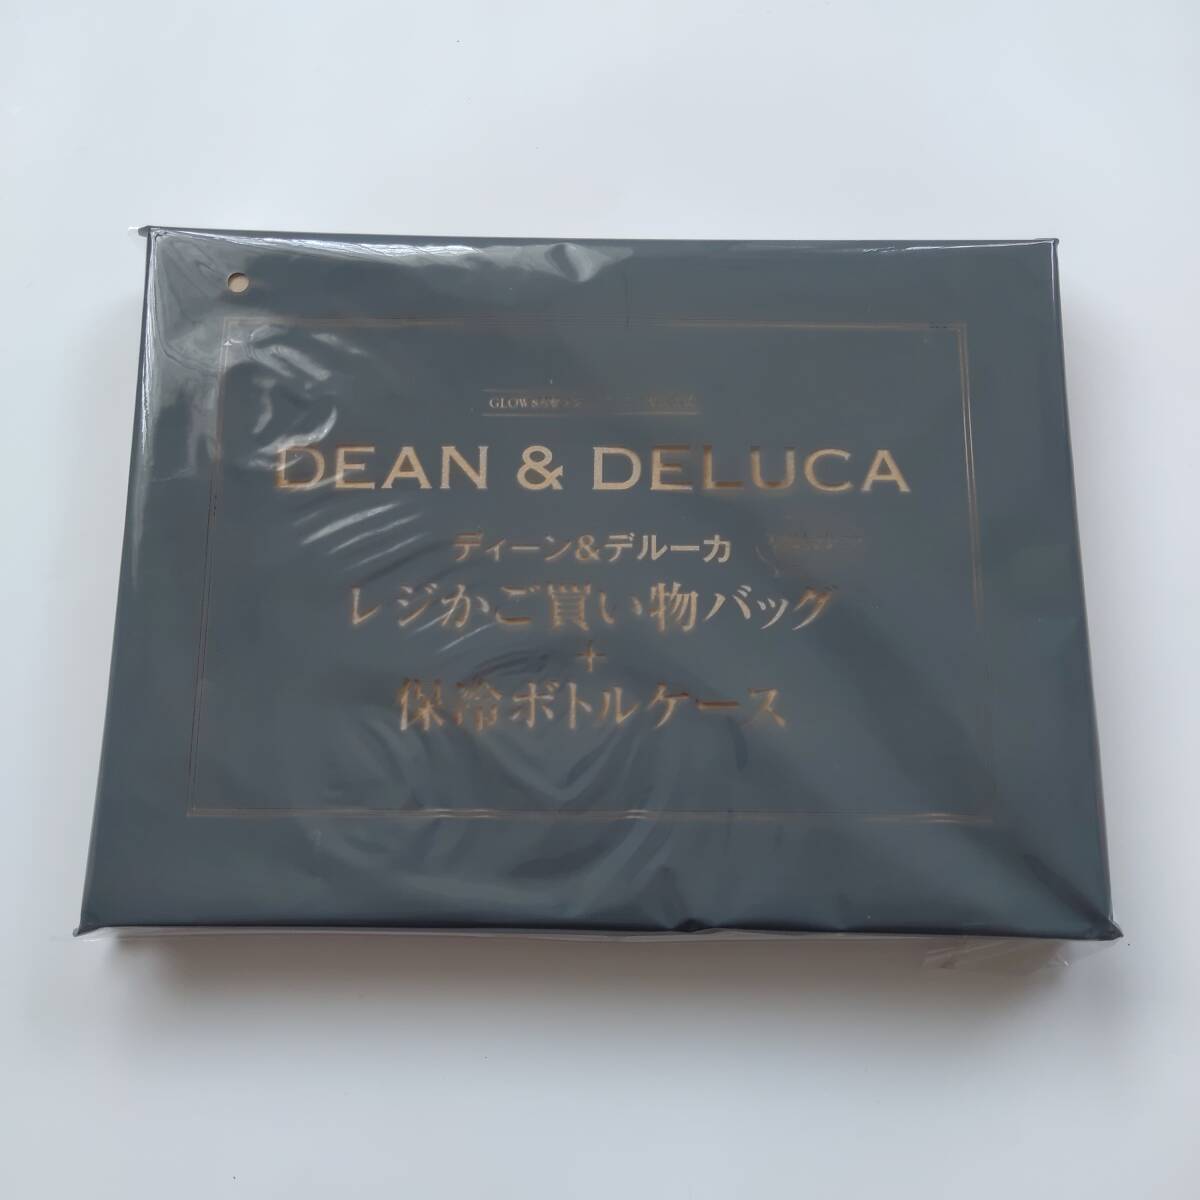 GLOW
DEAN & DELUCA
ディーン&デルーカ
レジかご買い物バッグ
+
保冷ボトルケース